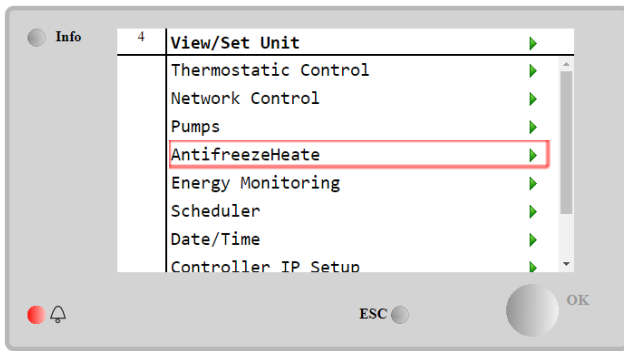 Info
4 View/Set Unit
Thermostatic Control
Network Control
Pumps
AntifreezeHeate
Energy Monitoring
Scheduler
Date/Time
Controller IP Setup
ESC
OK